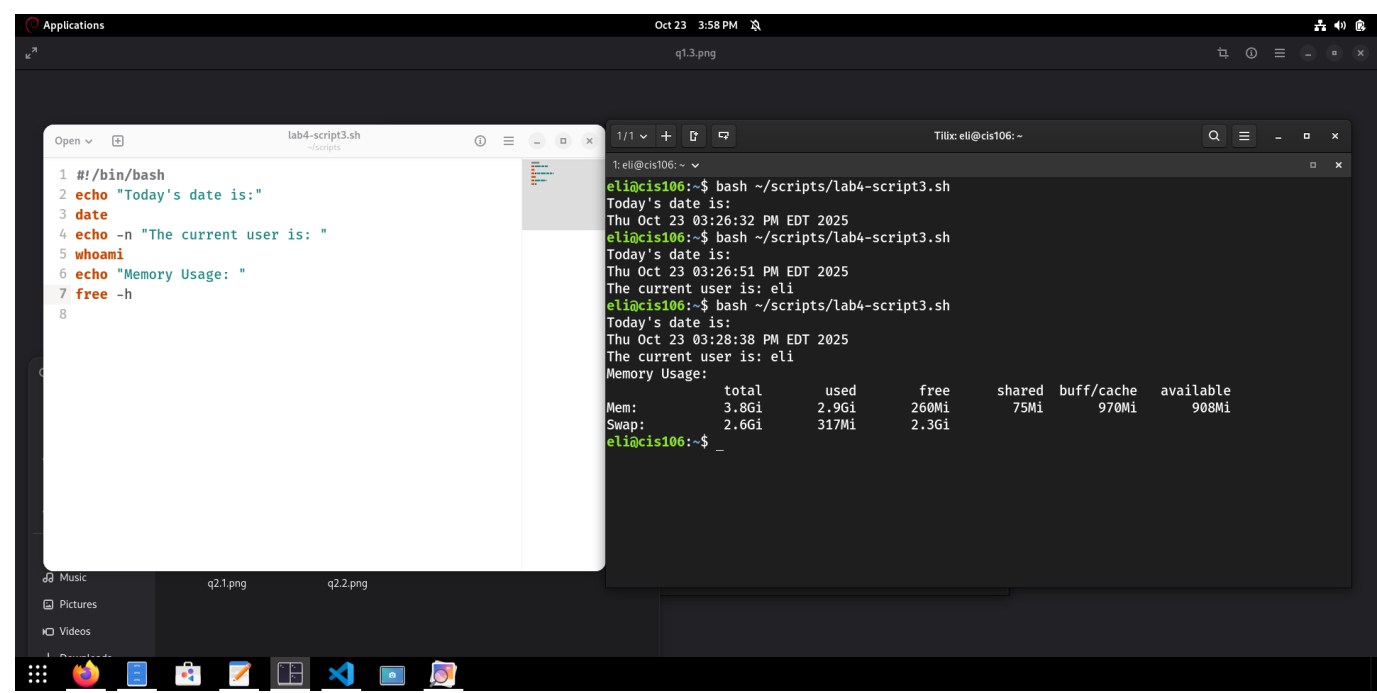 Applications
Oct 23 3:58 PM
q1.3.png
Open
lab4-script3.sh
~/scripts
1 #!/bin/bash
2 echo "Today's date is:"
3 date
4 echo -n "The current user is: "
5 whoami
6 echo "Memory Usage: "
7 free -h
8
1/1
Tilix: eli@cis106: ~
1: eli@cis106: ~
eli@cis106:~$ bash ~/scripts/lab4-script3.sh
Today's date is:
Thu Oct 23 03:26:32 PM EDT 2025
eli@cis106:~$ bash ~/scripts/lab4-script3.sh
Today's date is:
Thu Oct 23 03:26:51 PM EDT 2025
The current user is: eli
eli@cis106:~$ bash ~/scripts/lab4-script3.sh
Today's date is:
Thu Oct 23 03:28:38 PM EDT 2025
The current user is: eli
Memory Usage:
total used free shared buff/cache available
Mem: 3.8Gi 2.9Gi 260Mi 75Mi 970Mi 908Mi
Swap: 2.6Gi 317Mi 2.3Gi
eli@cis106:~$ _
Music
q2.1.png q2.2.png
Pictures
Videos